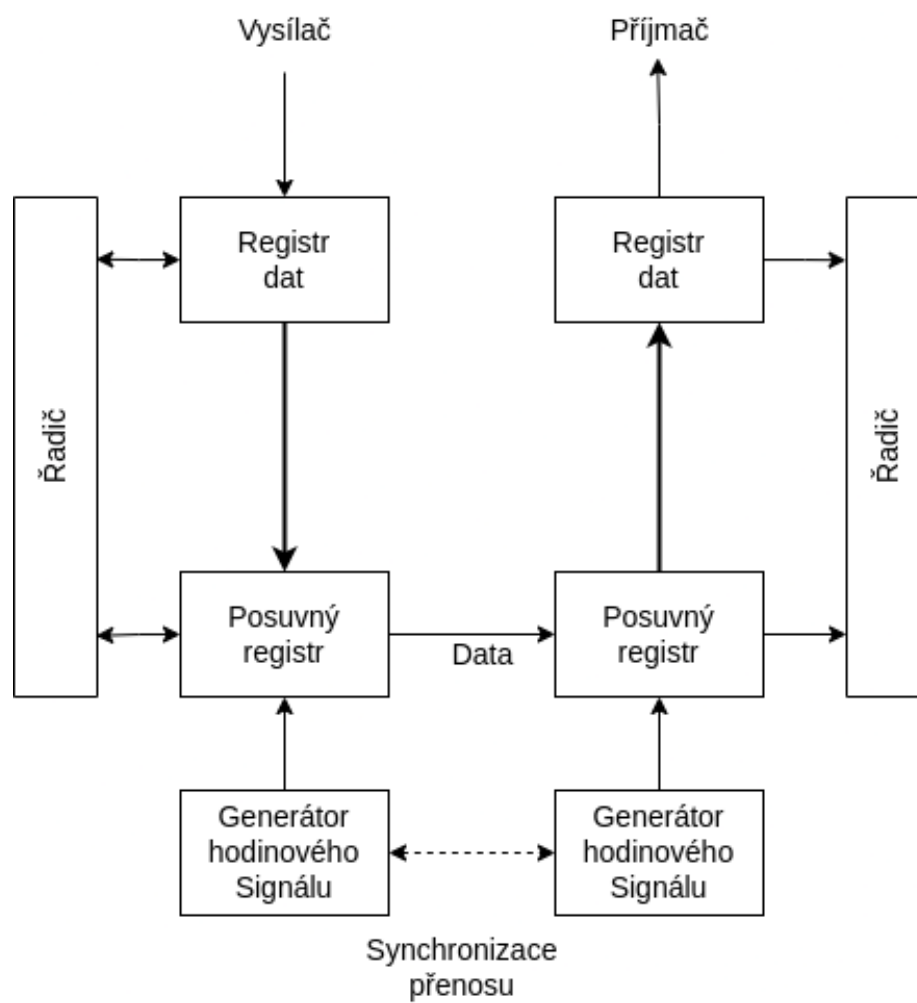 Vysílač
Příjmač
Registr
dat
Registr
dat
Řadič
Řadič
Posuvný
registr
Data
Posuvný
registr
Generátor
hodinového
Signálu
Generátor
hodinového
Signálu
Synchronizace
přenosu